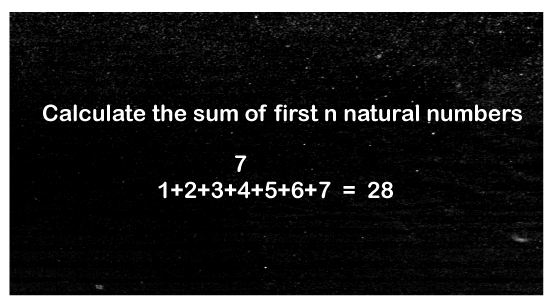 Calculate the sum of first n natural numbers
7
1+2+3+4+5+6+7 = 28